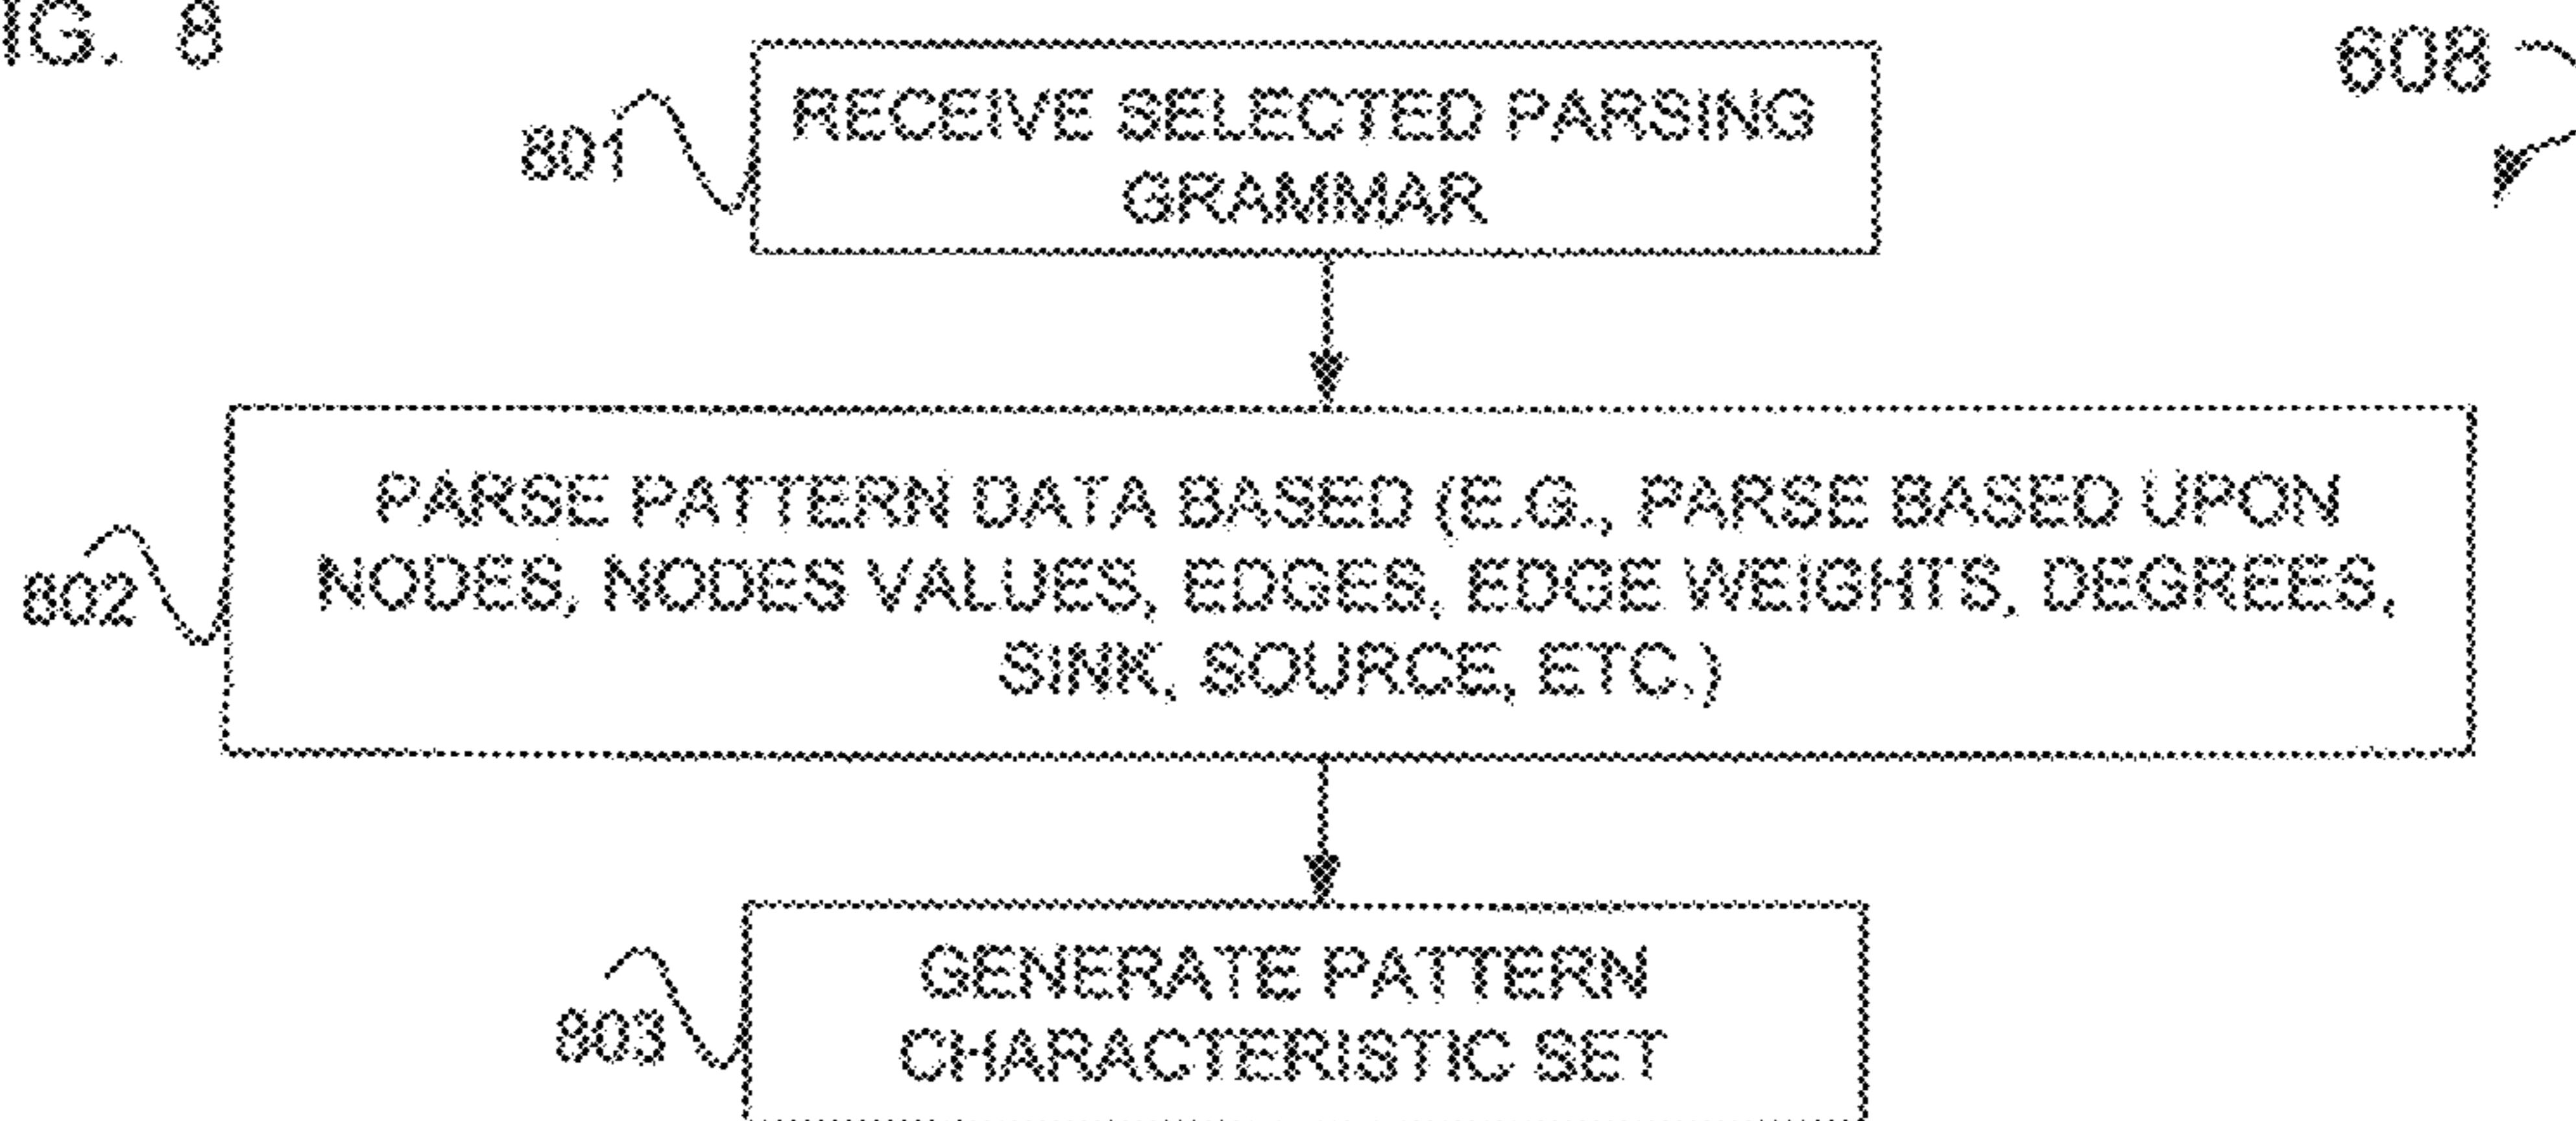 IG. 8
608
801
RECEIVE SELECTED PARSING
GRAMMAR
802
PARSE PATTERN DATA BASED (E.G., PARSE BASED UPON
NODES, NODES VALUES, EDGES, EDGE WEIGHTS, DEGREES,
SINK, SOURCE, ETC.)
803
GENERATE PATTERN
CHARACTERISTIC SET